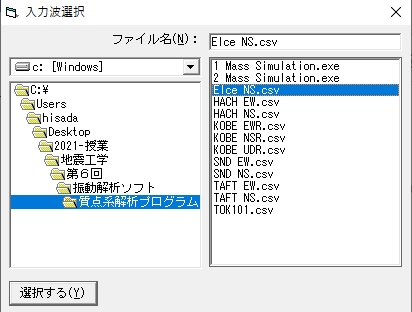 入力波選択
ファイル名(N)：
Elce NS.csv
c: [Windows]
C:¥
Users
hisada
Desktop
2021-授業
地震工学
第６回
振動解析ソフト
質点系解析プログラム
1 Mass Simulation.exe
2 Mass Simulation.exe
Elce NS.csv
HACH EW.csv
HACH NS.csv
KOBE EWR.csv
KOBE NSR.csv
KOBE UDR.csv
SND EW.csv
SND NS.csv
TAFT EW.csv
TAFT NS.csv
TOK101.csv
選択する(Y)